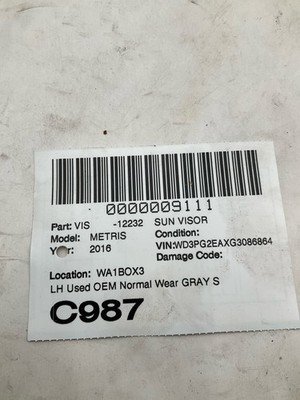 0000009111
Part: VIS -12232 SUN VISOR
Model: METRIS Condition:
Year: 2016 VIN:WD3PG2EAXG3086864
Damage Code:
Location: WA1BOX3
LH Used OEM Normal Wear GRAY S
C987